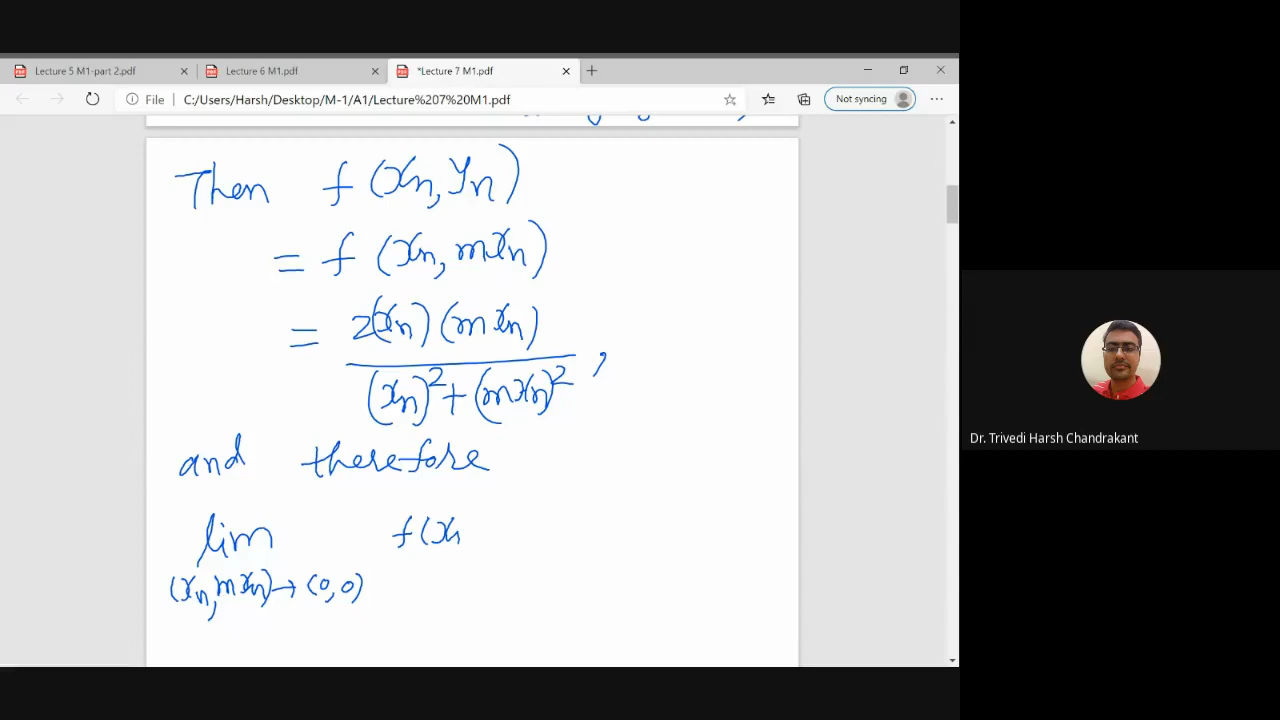 Lecture 5 M1-part 2.pdf
Lecture 6 M1.pdf
*Lecture 7 M1.pdf
File
C:/Users/Harsh/Desktop/M-1/A1/Lecture%207%20M1.pdf
Not syncing
Then f(xn, yn)
= f(xn, mxn)
= 2(xn)(mxn)
(xn)² + (mxn)² ,
and therefore
lim f(xn
(xn, mxn) → (0, 0)
Dr. Trivedi Harsh Chandrakant